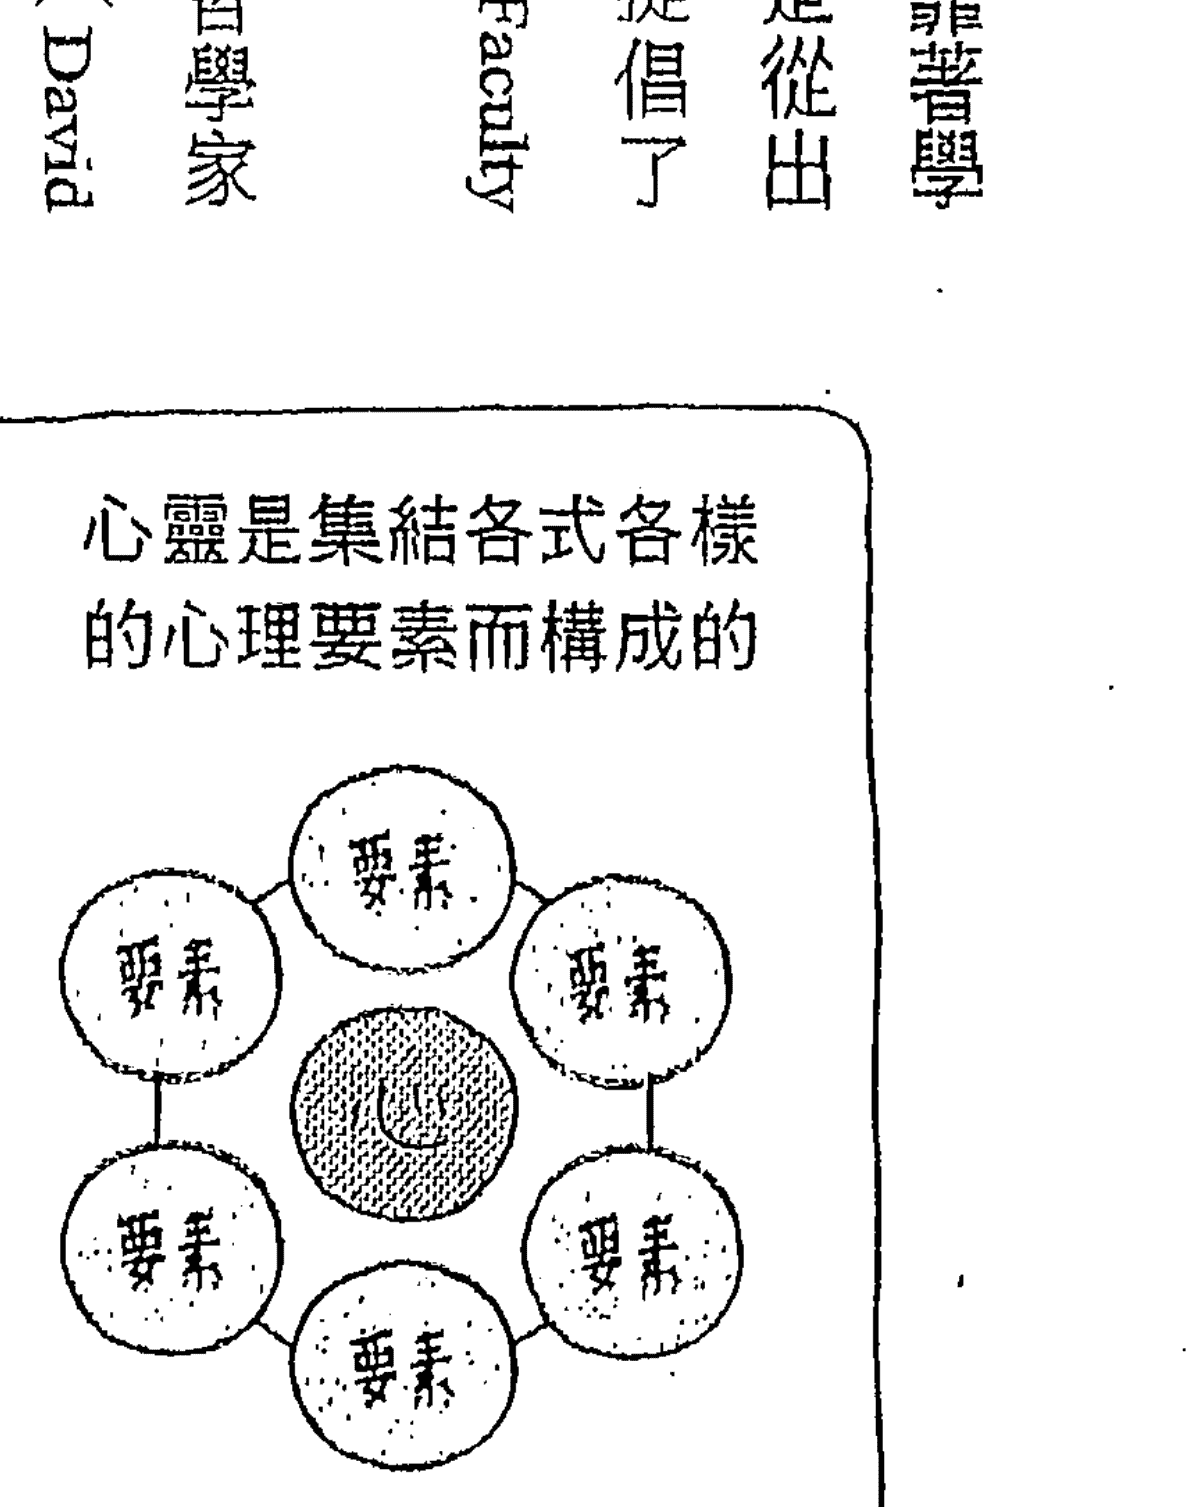 著學
從出
倡了
Faculty
學家
David
心靈是集結各式各樣
的心理要素而構成的
要素
要素
要素
心
要素
要素
要素